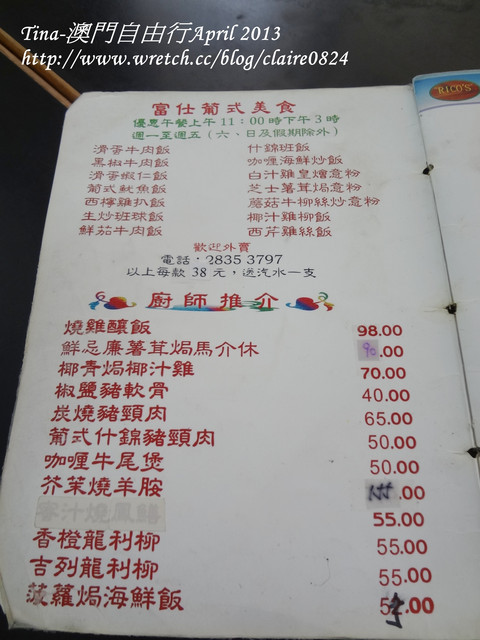 Tina-澳門自由行April 2013
http://www.wretch.cc/blog/claire0824
RICO'S
富仕葡式美食
優惠午餐上午11:00時下午3時
週一至週五(六、日及假期除外)
滑蛋牛肉飯 什錦班飯
黑椒牛肉飯 咖喱海鮮炒飯
滑蛋蝦仁飯 白汁雞皇燴意粉
葡式魷魚飯 芝士薯茸焗意粉
西檸雞扒飯 蘑菇牛柳絲炒意粉
生炒班球飯 椰汁雞柳飯
鮮茄牛肉飯 西芹雞絲飯
歡迎外賣
電話:2835 3797
以上每款 38 元,送汽水一支
廚師推介
燒雞釀飯 98.00
鮮忌廉薯茸焗馬介休 90.00
椰青焗椰汁雞 70.00
椒鹽豬軟骨 40.00
炭燒豬頸肉 65.00
葡式什錦豬頸肉 50.00
咖喱牛尾煲 50.00
芥茉燒羊胺 .00
汁燒鳳鱔 55.00
香橙龍利柳 55.00
吉列龍利柳 55.00
菠蘿焗海鮮飯 .00